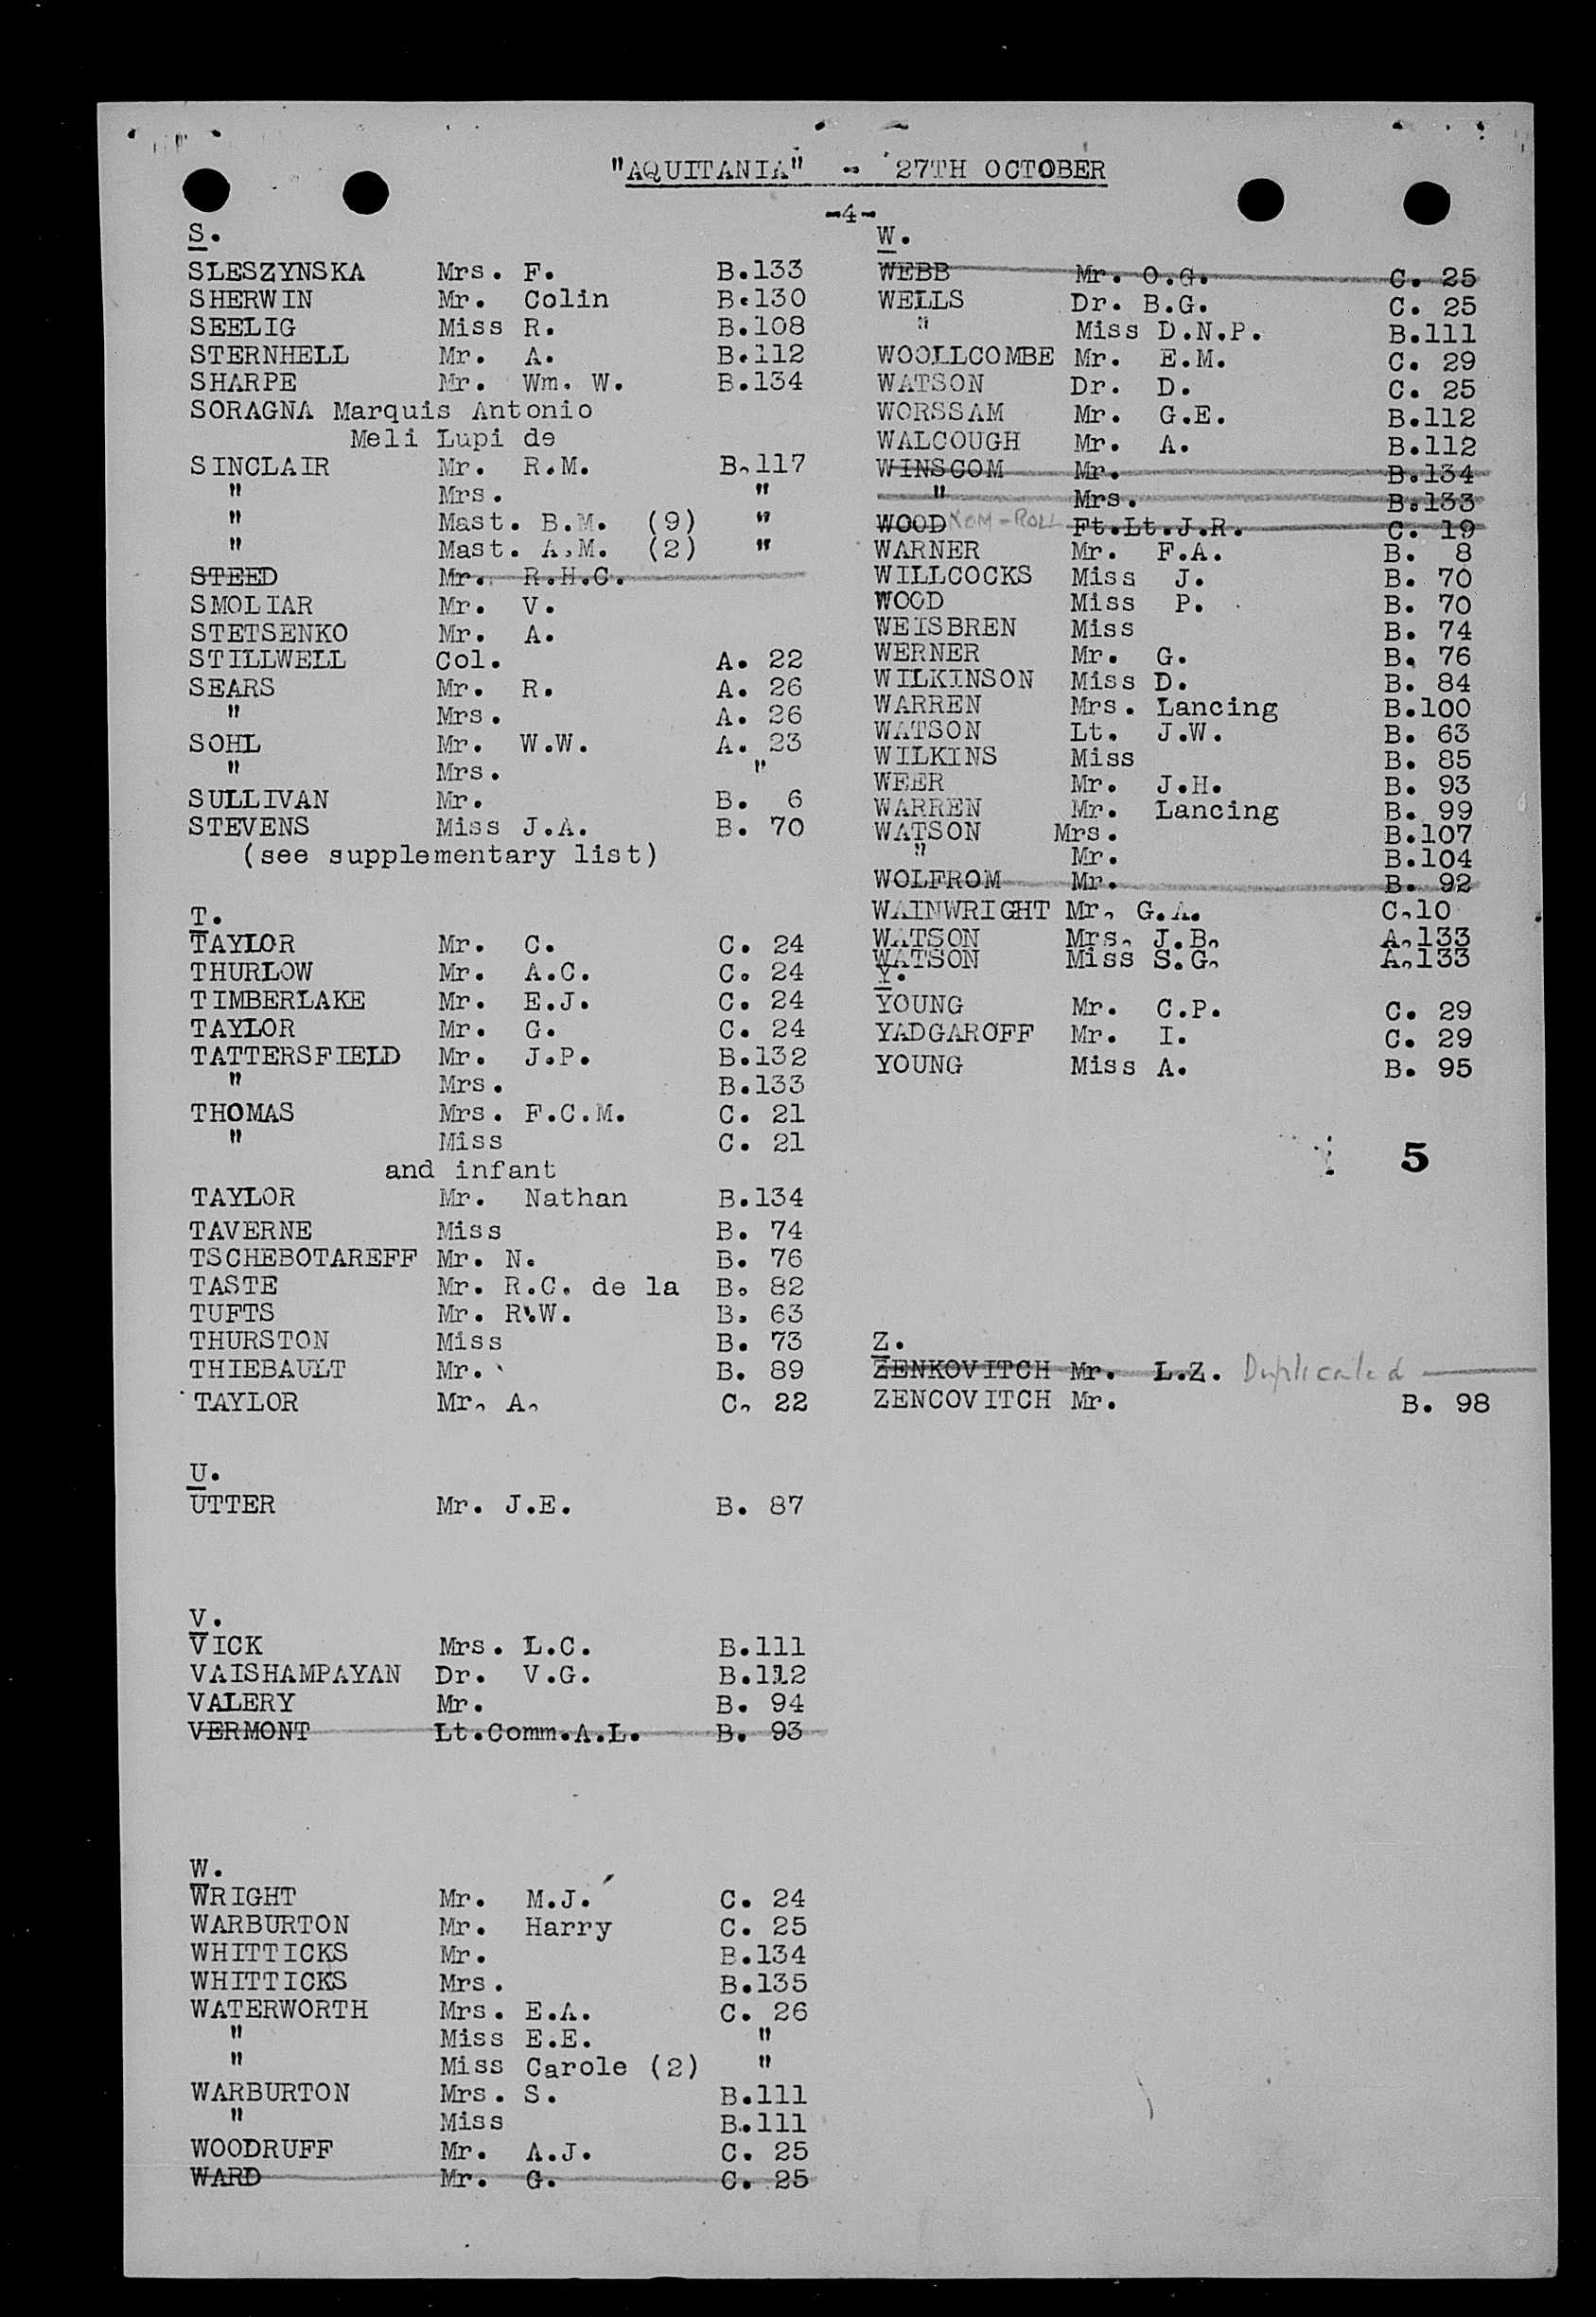 "AQUITANIA" - 27TH OCTOBER
-4-
S.
SLESZYNSKA Mrs. F. B.133
SHERWIN Mr. Colin B.130
SEELIG Miss R. B.108
STERNHELL Mr. A. B.112
SHARPE Mr. Wm. W. B.134
SORAGNA Marquis Antonio
Meli Lupi de
SINCLAIR Mr. R.M. B.117
" Mrs. "
" Mast. B.M. (9) "
" Mast. A.M. (2) "
STEED Mr. R.H.C.
SMOLIAR Mr. V.
STETSENKO Mr. A.
STILLWELL Col. A. 22
SEARS Mr. R. A. 26
" Mrs. A. 26
SOHL Mr. W.W. A. 23
" Mrs. "
SULLIVAN Mr. B. 6
STEVENS Miss J.A. B. 70
(see supplementary list)
T.
TAYLOR Mr. C. C. 24
THURLOW Mr. A.C. C. 24
TIMBERLAKE Mr. E.J. C. 24
TAYLOR Mr. G. C. 24
TATTERSFIELD Mr. J.P. B.132
" Mrs. B.133
THOMAS Mrs. F.C.M. C. 21
" Miss C. 21
and infant
TAYLOR Mr. Nathan B.134
TAVERNE Miss B. 74
TSCHEBOTAREFF Mr. N. B. 76
TASTE Mr. R.C. de la B. 82
TUFTS Mr. R.W. B. 63
THURSTON Miss B. 73
THIEBAULT Mr. B. 89
TAYLOR Mr. A. C. 22
U.
UTTER Mr. J.E. B. 87
V.
VICK Mrs. L.C. B.111
VAISHAMPAYAN Dr. V.G. B.112
VALERY Mr. B. 94
VERMONT Lt.Comm.A.L. B. 93
W.
WRIGHT Mr. M.J. C. 24
WARBURTON Mr. Harry C. 25
WHITTICKS Mr. B.134
WHITTICKS Mrs. B.135
WATERWORTH Mrs. E.A. C. 26
" Miss E.E. "
" Miss Carole (2) "
WARBURTON Mrs. S. B.111
" Miss B.111
WOODRUFF Mr. A.J. C. 25
WARD Mr. G. C. 25
W.
WEBB Mr. O.G. C. 25
WELLS Dr. B.G. C. 25
" Miss D.N.P. B.111
WOOLLCOMBE Mr. E.M. C. 29
WATSON Dr. D. C. 25
WORSSAM Mr. G.E. B.112
WALCOUGH Mr. A. B.112
WINSCOM Mr. B.134
" Mrs. B.133
WOOD NOM-ROLL Ft.Lt.J.R. C. 19
WARNER Mr. F.A. B. 8
WILLCOCKS Miss J. B. 70
WOOD Miss P. B. 70
WEISBREN Miss B. 74
WERNER Mr. G. B. 76
WILKINSON Miss D. B. 84
WARREN Mrs. Lancing B.100
WATSON Lt. J.W. B. 63
WILKINS Miss B. 85
WEER Mr. J.H. B. 93
WARREN Mr. Lancing B. 99
WATSON Mrs. B.107
" Mr. B.104
WOLFROM Mr. B. 92
WAINWRIGHT Mr. G.A. C.10
WATSON Mrs. J.B. A.133
WATSON Miss S.G. A.133
Y.
YOUNG Mr. C.P. C. 29
YADGAROFF Mr. I. C. 29
YOUNG Miss A. B. 95
5
Z.
ZENKOVITCH Mr. L.Z. Duplicated
ZENCOVITCH Mr. B. 98